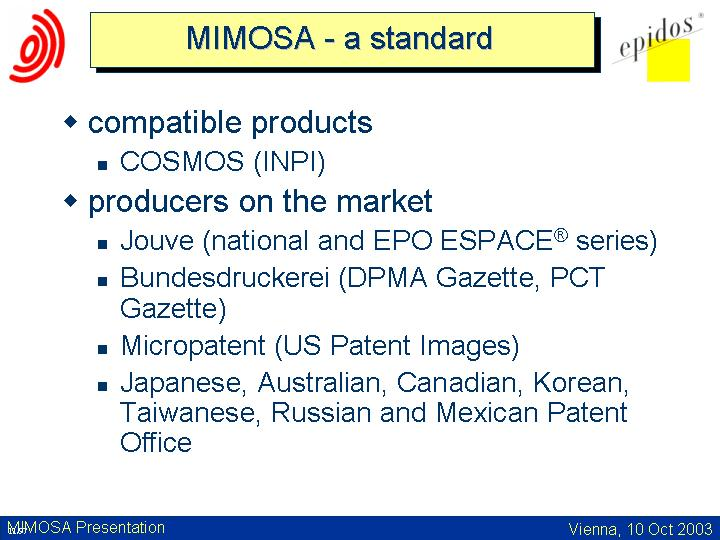 MIMOSA - a standard
epidos
compatible products
COSMOS (INPI)
producers on the market
Jouve (national and EPO ESPACE® series)
Bundesdruckerei (DPMA Gazette, PCT
Gazette)
Micropatent (US Patent Images)
Japanese, Australian, Canadian, Korean,
Taiwanese, Russian and Mexican Patent
Office
MIMOSA Presentation
Vienna, 10 Oct 2003